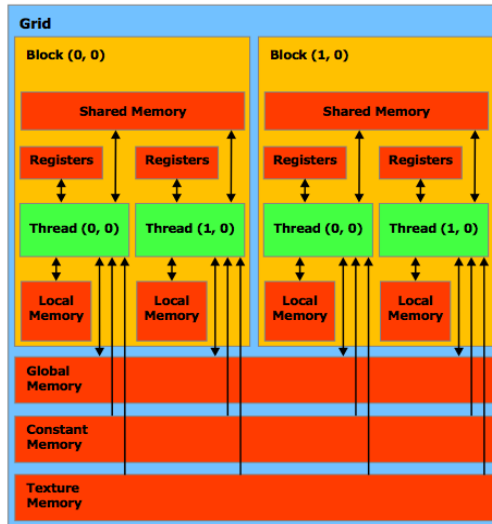 Grid
Block (0, 0)
Shared Memory
Registers
Registers
Thread (0, 0)
Thread (1, 0)
Local
Memory
Local
Memory
Block (1, 0)
Shared Memory
Registers
Registers
Thread (0, 0)
Thread (1, 0)
Local
Memory
Local
Memory
Global
Memory
Constant
Memory
Texture
Memory